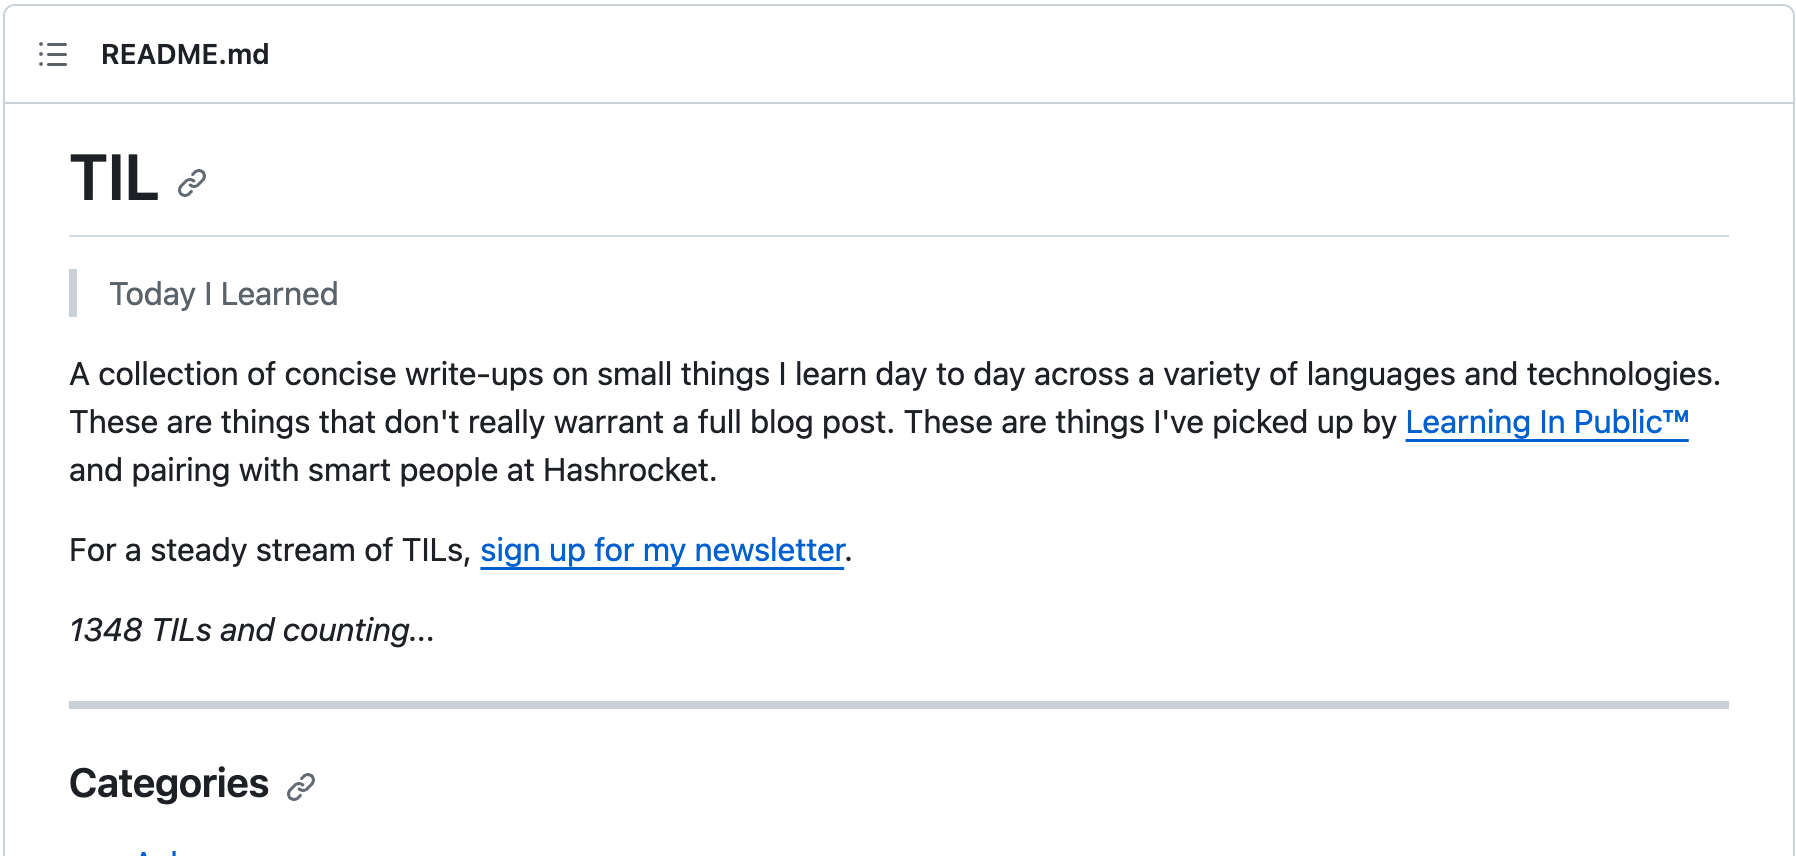 README.md
TIL
Today I Learned
A collection of concise write-ups on small things I learn day to day across a variety of languages and technologies.
These are things that don't really warrant a full blog post. These are things I've picked up by Learning In Public™
and pairing with smart people at Hashrocket.
For a steady stream of TILs, sign up for my newsletter.
1348 TILs and counting...
Categories